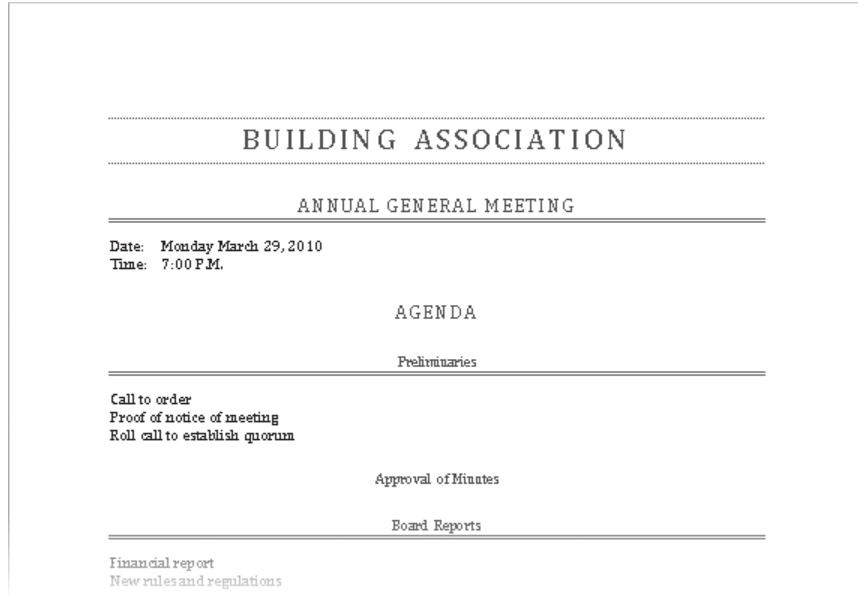 BUILDING ASSOCIATION
ANNUAL GENERAL MEETING
Date: Monday March 29, 2010
Time: 7:00 P.M.
AGENDA
Preliminaries
Call to order
Proof of notice of meeting
Roll call to establish quorum
Approval of Minutes
Board Reports
Financial report
New rules and regulations